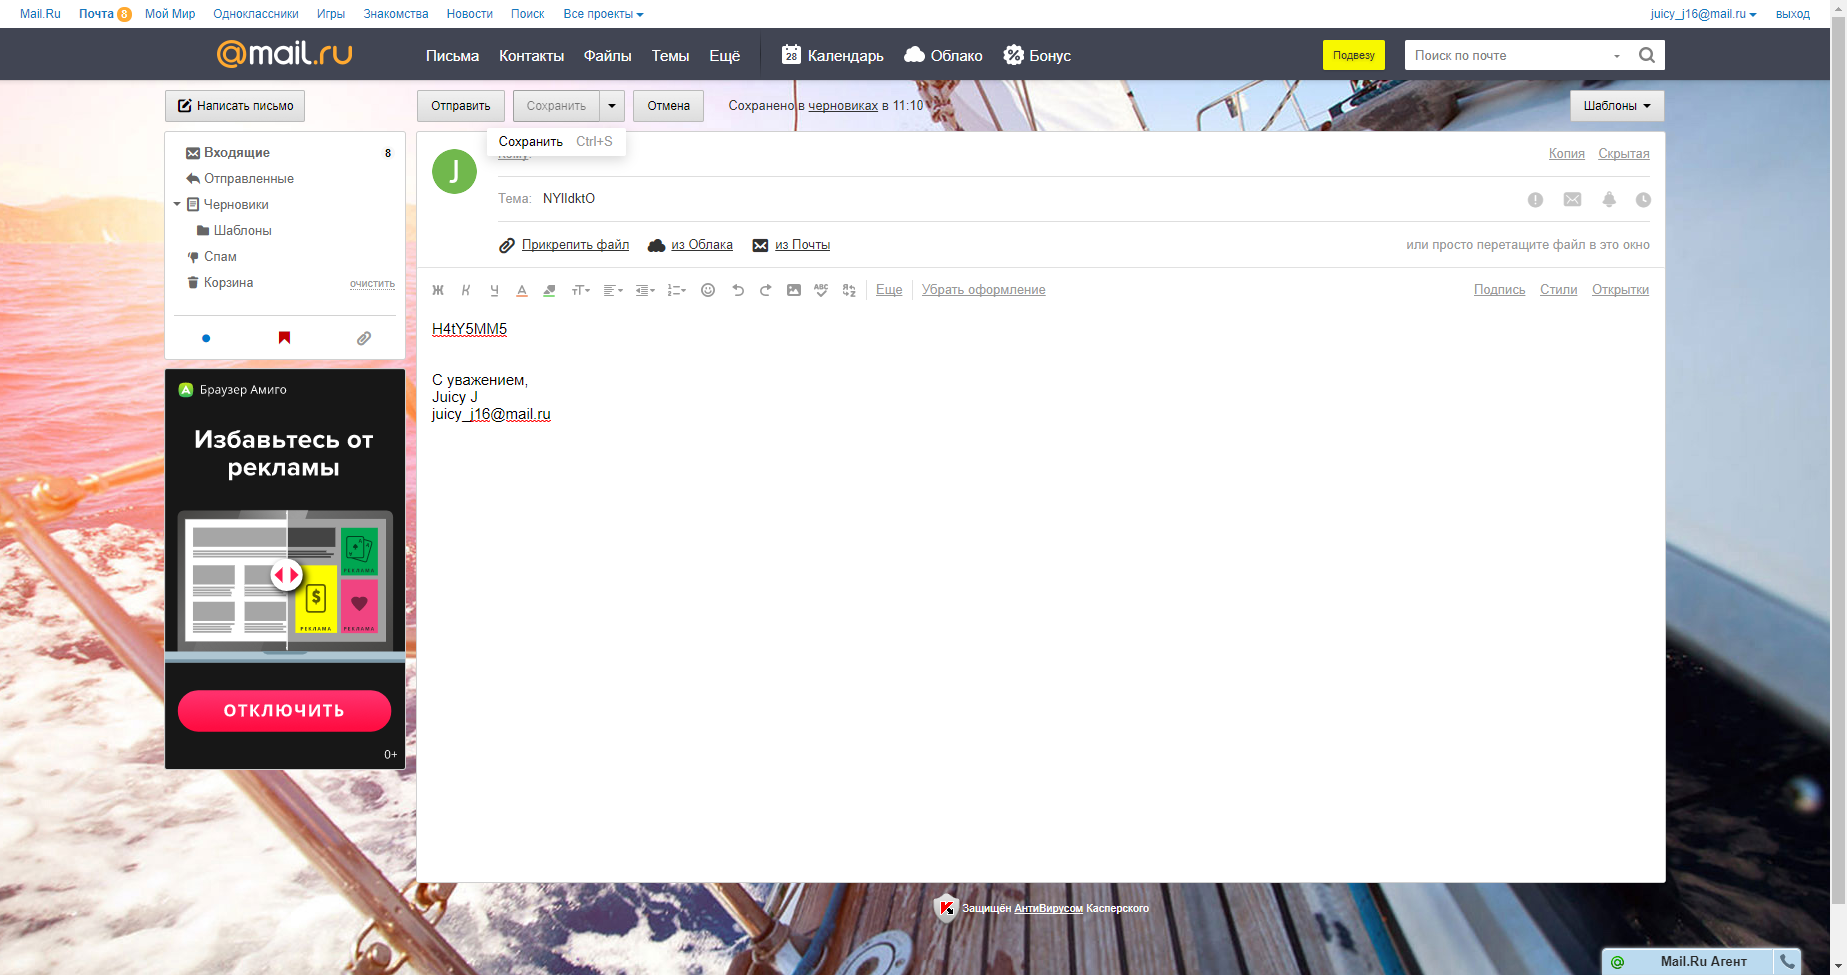 Mail.Ru Почта 8 Мой Мир Одноклассники Игры Знакомства Новости Поиск Все проекты juicy_j16@mail.ru выход
@mail.ru Письма Контакты Файлы Темы Ещё 28 Календарь Облако % Бонус Подвезу Поиск по почте
Написать письмо Отправить Сохранить Отмена Сохранено в черновиках в 11:10 Шаблоны
Сохранить Ctrl+S
Входящие 8
Отправленные
Черновики
Шаблоны
Спам
Корзина очистить
J
Кому: Копия Скрытая
Тема: NYlldktO
Прикрепить файл из Облака из Почты или просто перетащите файл в это окно
Ж К Ч А тТ ABC Еще Убрать оформление Подпись Стили Открытки
H4tY5MM5
С уважением,
Juicy J
juicy_j16@mail.ru
Браузер Амиго
Избавьтесь от
рекламы
РЕКЛАМА
$
РЕКЛАМА РЕКЛАМА
ОТКЛЮЧИТЬ
0+
Защищён АнтиВирусом Касперского
@ Mail.Ru Агент